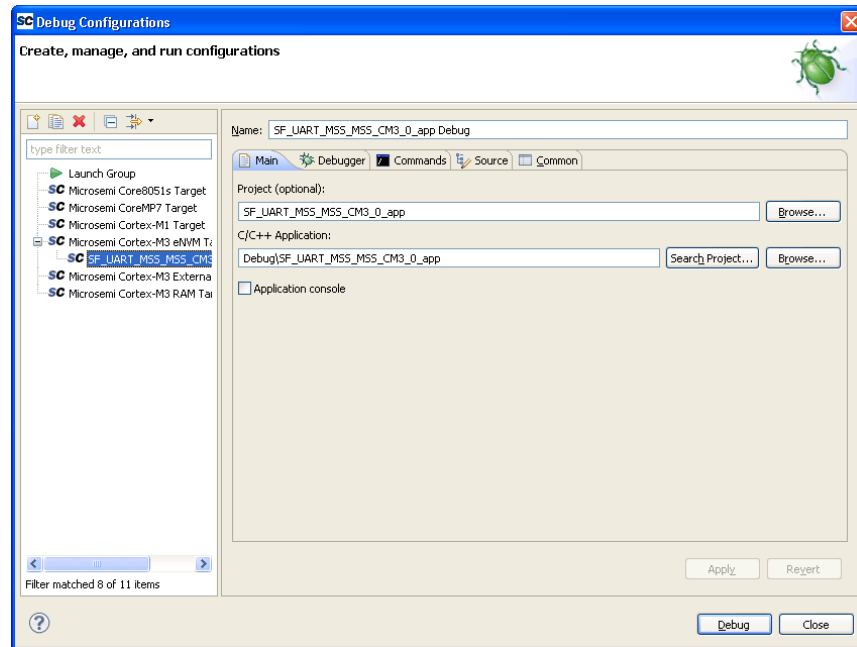 SC Debug Configurations
Create, manage, and run configurations
type filter text
Launch Group
SC Microsemi Core8051s Target
SC Microsemi CoreMP7 Target
SC Microsemi Cortex-M1 Target
SC Microsemi Cortex-M3 eNVM Ta
SC SF_UART_MSS_MSS_CM3
SC Microsemi Cortex-M3 Externa
SC Microsemi Cortex-M3 RAM Tar
Filter matched 8 of 11 items
Name: SF_UART_MSS_MSS_CM3_0_app Debug
Main Debugger Commands Source Common
Project (optional):
SF_UART_MSS_MSS_CM3_0_app Browse...
C/C++ Application:
Debug\SF_UART_MSS_MSS_CM3_0_app Search Project... Browse...
Application console
Apply Revert
? Debug Close